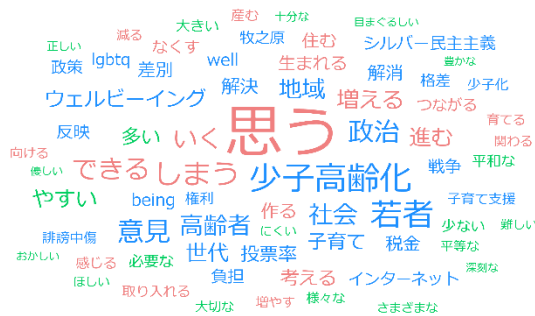 産む 十分な
大きい 目まぐるしい
減る 牧之原 住む シルバー民主主義
正しい なくす
lgbtq well 生まれる 豊かな
政策 差別 解決 地域 解消 格差 少子化
ウェルビーイング 増える つながる
反映 多い いく 思う 政治 進む 育てる
関わる
向ける できる しまう 少子高齢化 戦争 平和な
優しい
やすい being 権利 子育て支援
作る 社会 若者
誹謗中傷 意見 高齢者 にくい 子育て 税金 少ない 難しい
平等な
おかしい 感じる 必要な 世代 投票率
深刻な
ほしい 負担 考える インターネット
取り入れる 様々な
大切な 増やす さまざまな